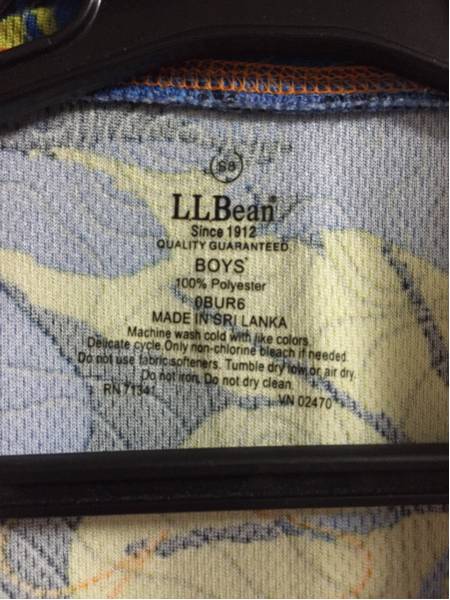 S8
LLBean®
Since 1912
QUALITY GUARANTEED
BOYS'
100% Polyester
0BUR6
MADE IN SRI LANKA
Machine wash cold with like colors.
Delicate cycle.Only non-chlorine bleach if needed.
Do not use fabric softeners. Tumble dry low or air dry.
Do not iron. Do not dry clean.
RN 71341 VN 02470